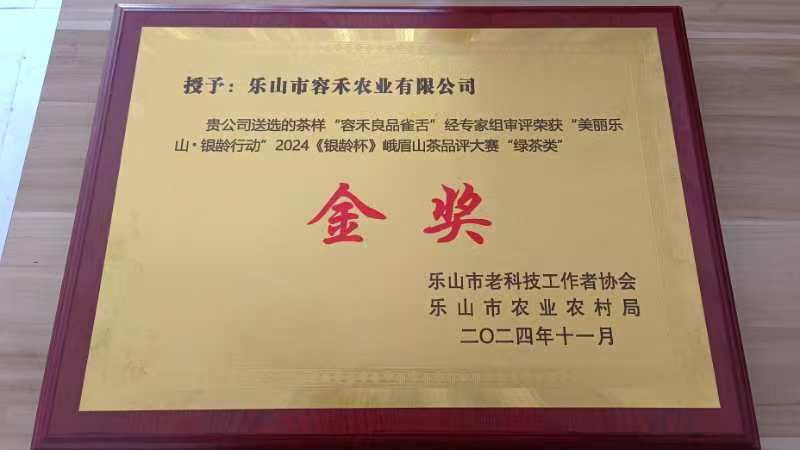 授予：乐山市容禾农业有限公司
贵公司送选的茶样“容禾良品雀舌”经专家组审评荣获“美丽乐
山·银龄行动”2024《银龄杯》峨眉山茶品评大赛“绿茶类”
金奖
乐山市老科技工作者协会
乐山市农业农村局
二〇二四年十一月